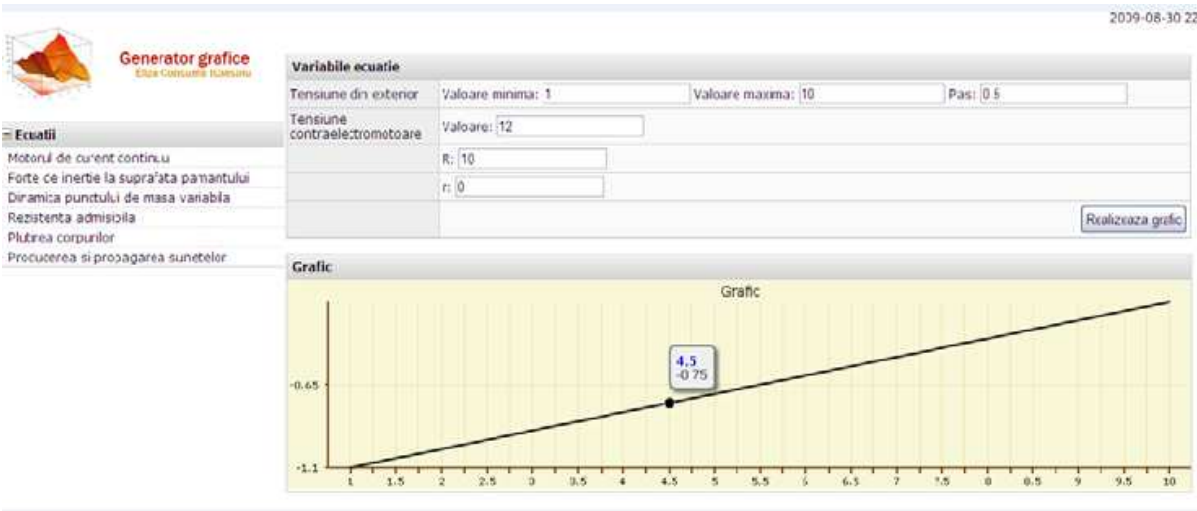 2009-08-30 22
Generator grafice
Ecuatii
Motorul de curent continuu
Forte de inertie la suprafata pamantului
Dinamica punctului de masa variabila
Rezistenta admisibila
Plutirea corpurilor
Producerea si propagarea sunetelor
Variabile ecuatie
Tensiune din exterior Valoare minima: 1 Valoare maxima: 10 Pas: 0.5
Tensiune
contraelectromotoare Valoare: 12
R: 10
r: 0
Realizeaza grafic
Grafic
Grafic
4.5
-0.75
-0.65
-1.1
1 1.5 2 2.5 3 3.5 4 4.5 5 5.5 6 6.5 7 7.5 8 8.5 9 9.5 10